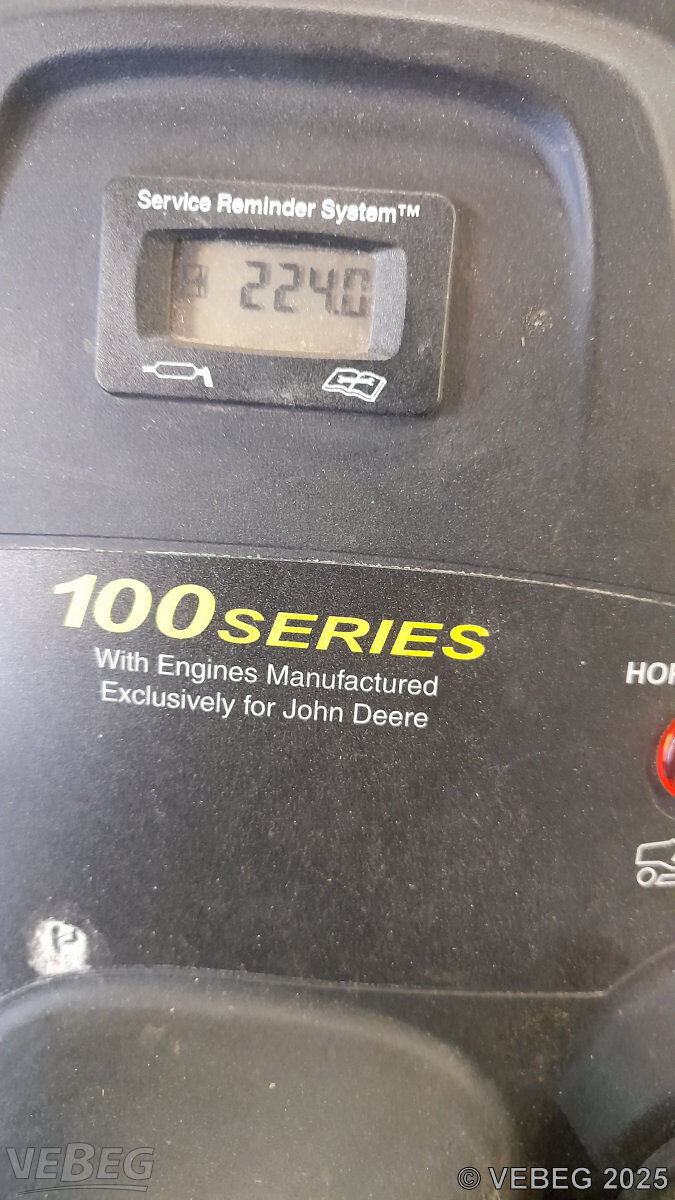 Service Reminder System™
224.0
100 SERIES
With Engines Manufactured
Exclusively for John Deere
VEBEG
© VEBEG 2025